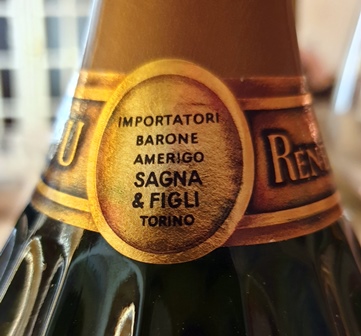 IMPORTATORI
BARONE
AMERIGO
SAGNA
& FIGLI
TORINO